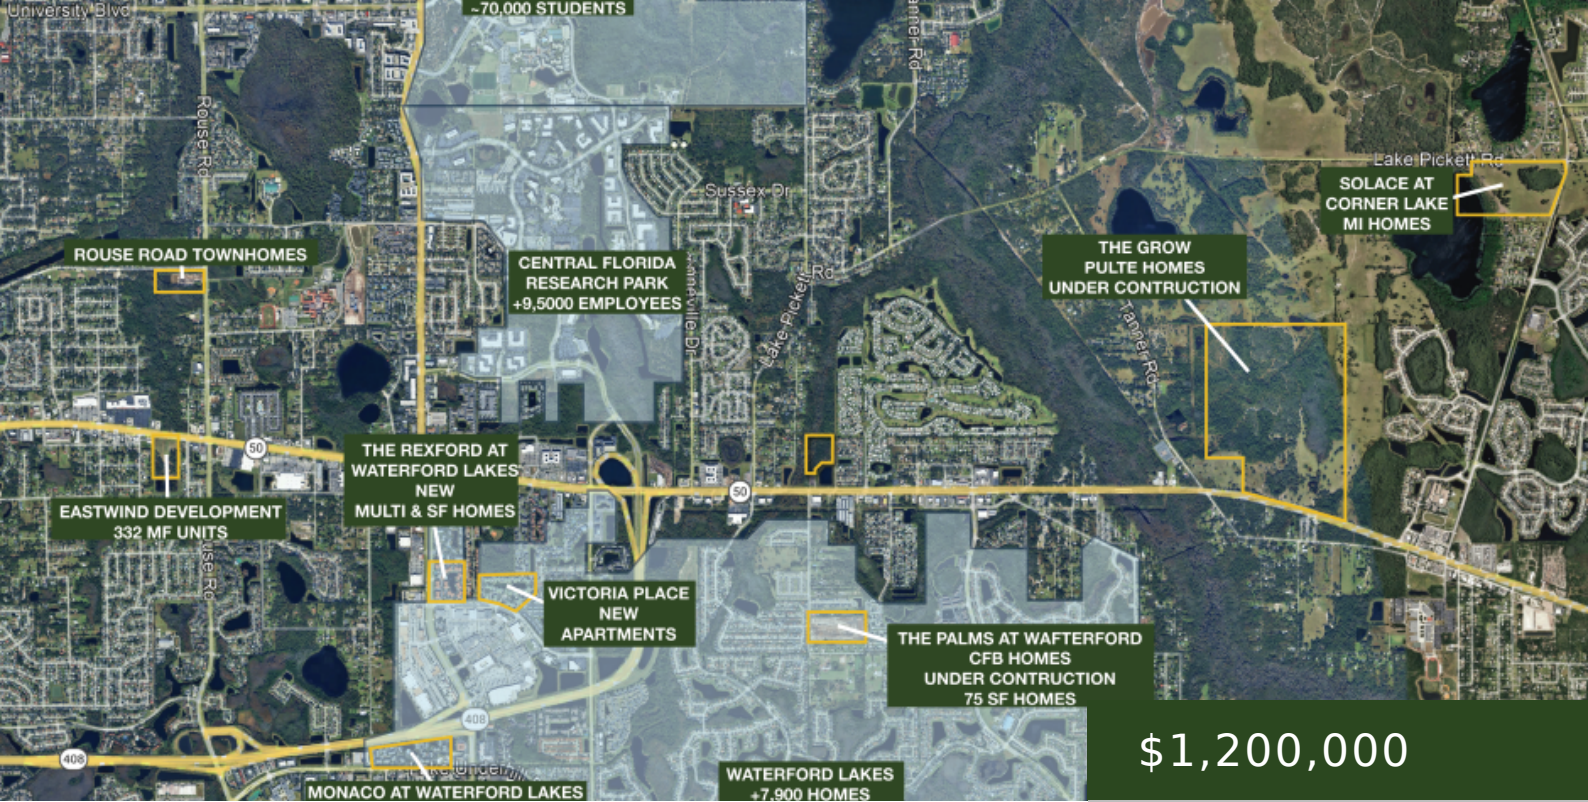 ~70,000 STUDENTS
University Blvd
Rouse Rd
Lake Pickett Rd
Sussex Dr
SOLACE AT
CORNER LAKE
MI HOMES
ROUSE ROAD TOWNHOMES
CENTRAL FLORIDA
RESEARCH PARK
+9,5000 EMPLOYEES
THE GROW
PULTE HOMES
UNDER CONTRUCTION
Lake Pickett Rd
50
THE REXFORD AT
WATERFORD LAKES
NEW
MULTI & SF HOMES
50
EASTWIND DEVELOPMENT
332 MF UNITS
VICTORIA PLACE
NEW
APARTMENTS
THE PALMS AT WAFTERFORD
CFB HOMES
UNDER CONTRUCTION
75 SF HOMES
408
408
MONACO AT WATERFORD LAKES
WATERFORD LAKES
+7,900 HOMES
$1,200,000